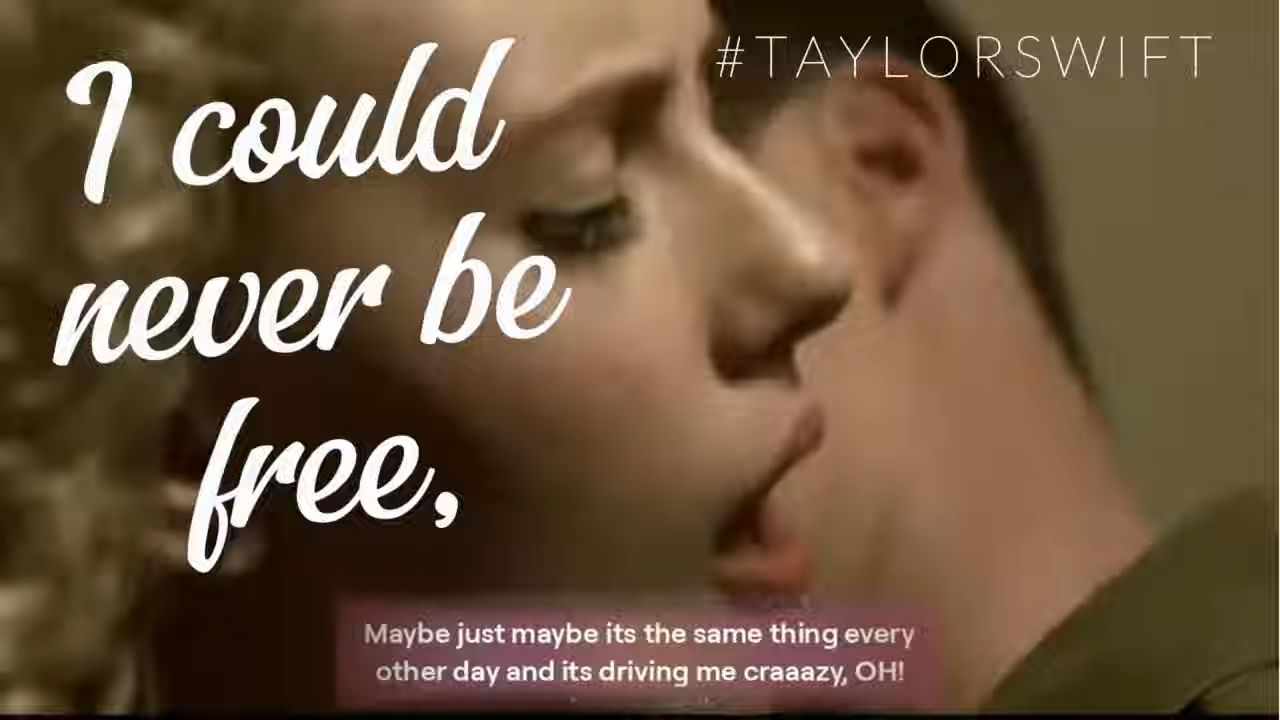 #TAYLORSWIFT
I could
never be
free,
Maybe just maybe its the same thing every
other day and its driving me craaazy, OH!